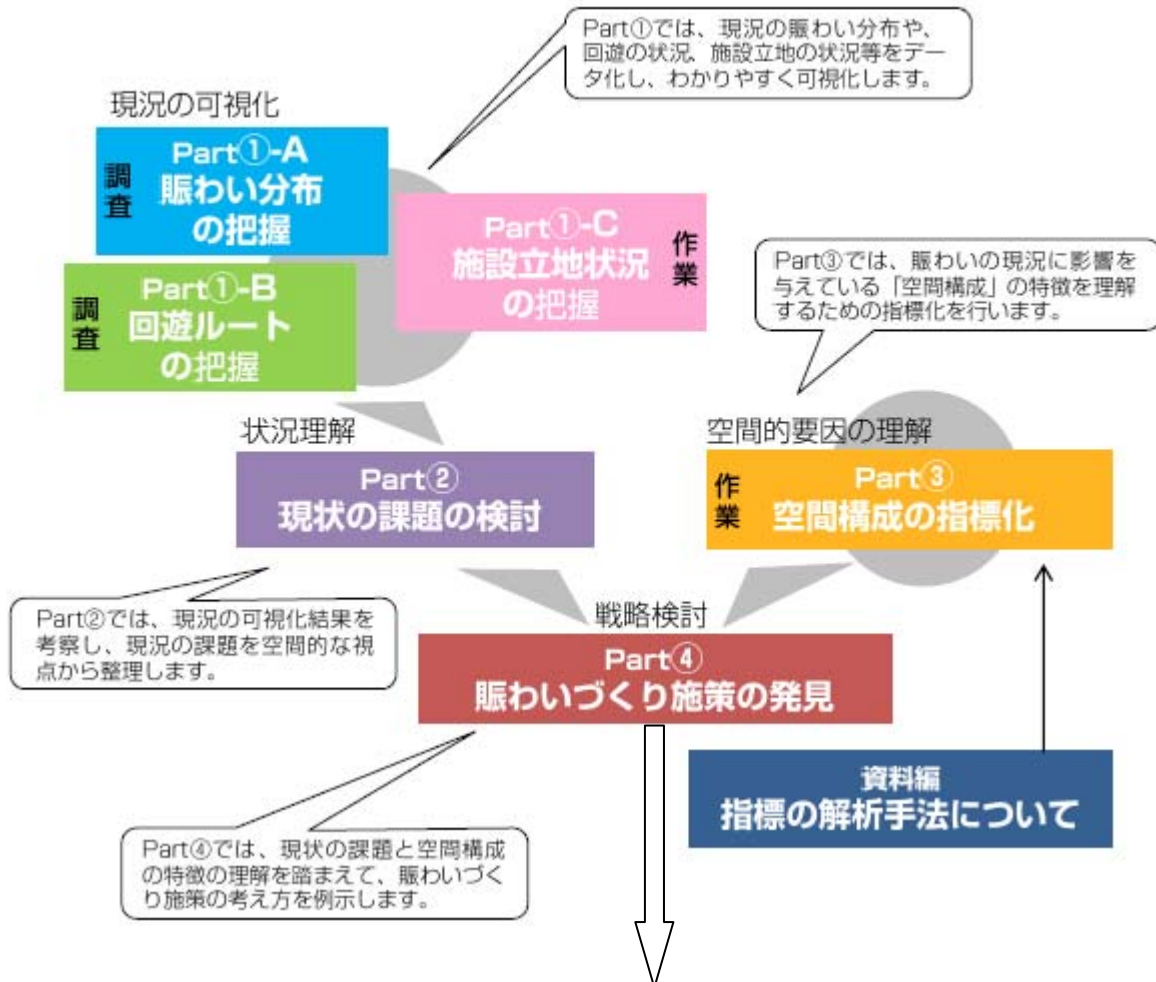 Part①では、現況の賑わい分布や、
回遊の状況、施設立地の状況等をデー
タ化し、わかりやすく可視化します。
現況の可視化
調査
Part①-A
賑わい分布
の把握
Part①-C
施設立地状況
の把握
作業
調査
Part①-B
回遊ルート
の把握
Part③では、賑わいの現況に影響を
与えている「空間構成」の特徴を理解
するための指標化を行います。
状況理解
Part②
現状の課題の検討
空間的要因の理解
作業
Part③
空間構成の指標化
Part②では、現況の可視化結果を
考察し、現況の課題を空間的な視
点から整理します。
戦略検討
Part④
賑わいづくり施策の発見
資料編
指標の解析手法について
Part④では、現状の課題と空間構成
の特徴の理解を踏まえて、賑わいづく
り施策の考え方を例示します。